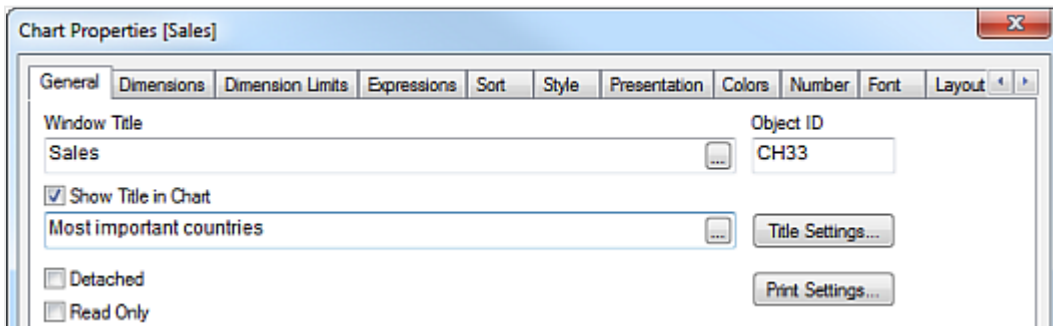 Chart Properties [Sales]
General Dimensions Dimension Limits Expressions Sort Style Presentation Colors Number Font Layout
Window Title Object ID
Sales ... CH33
Show Title in Chart
Most important countries ... Title Settings...
Detached
Print Settings...
Read Only